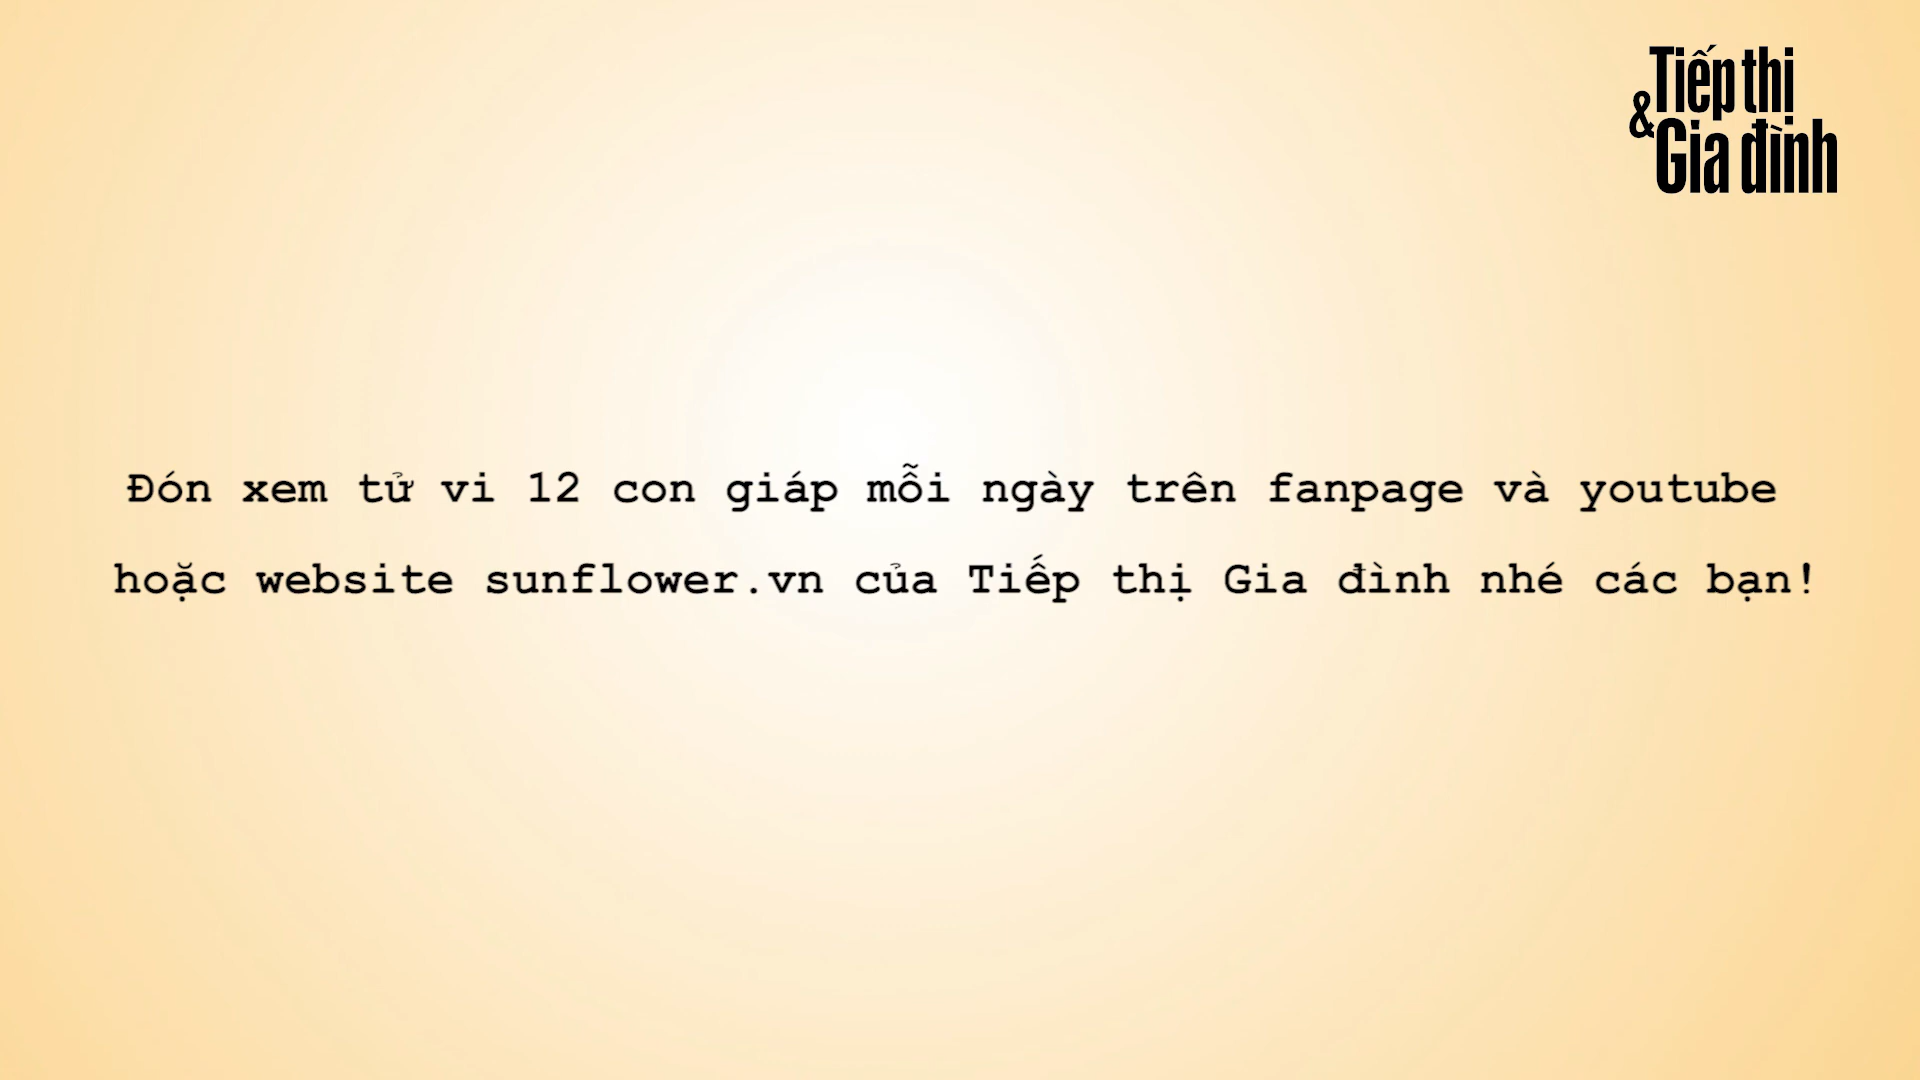 Tiếp thị
& Gia đình
Đón xem tử vi 12 con giáp mỗi ngày trên fanpage và youtube
hoặc website sunflower.vn của Tiếp thị Gia đình nhé các bạn!